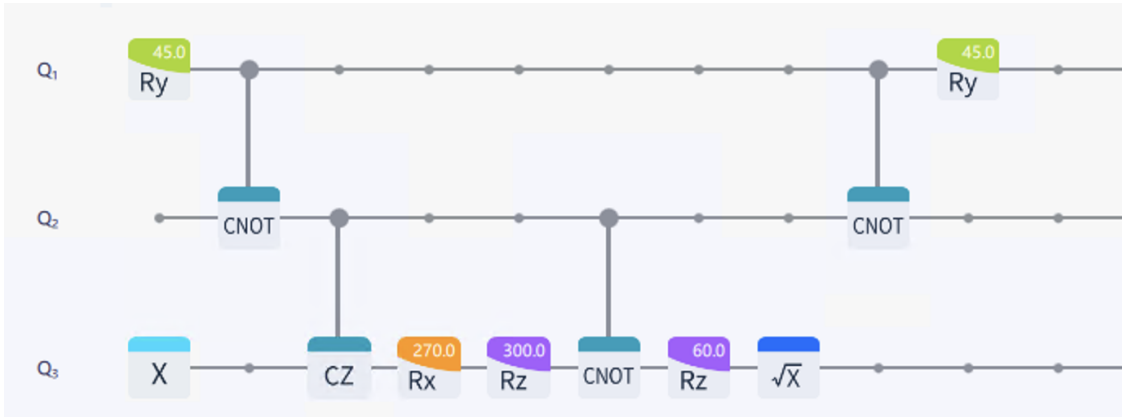 Q₁ 45.0 Ry 45.0 Ry
Q₂ CNOT CNOT
Q₃ X CZ 270.0 Rx 300.0 Rz CNOT 60.0 Rz √X